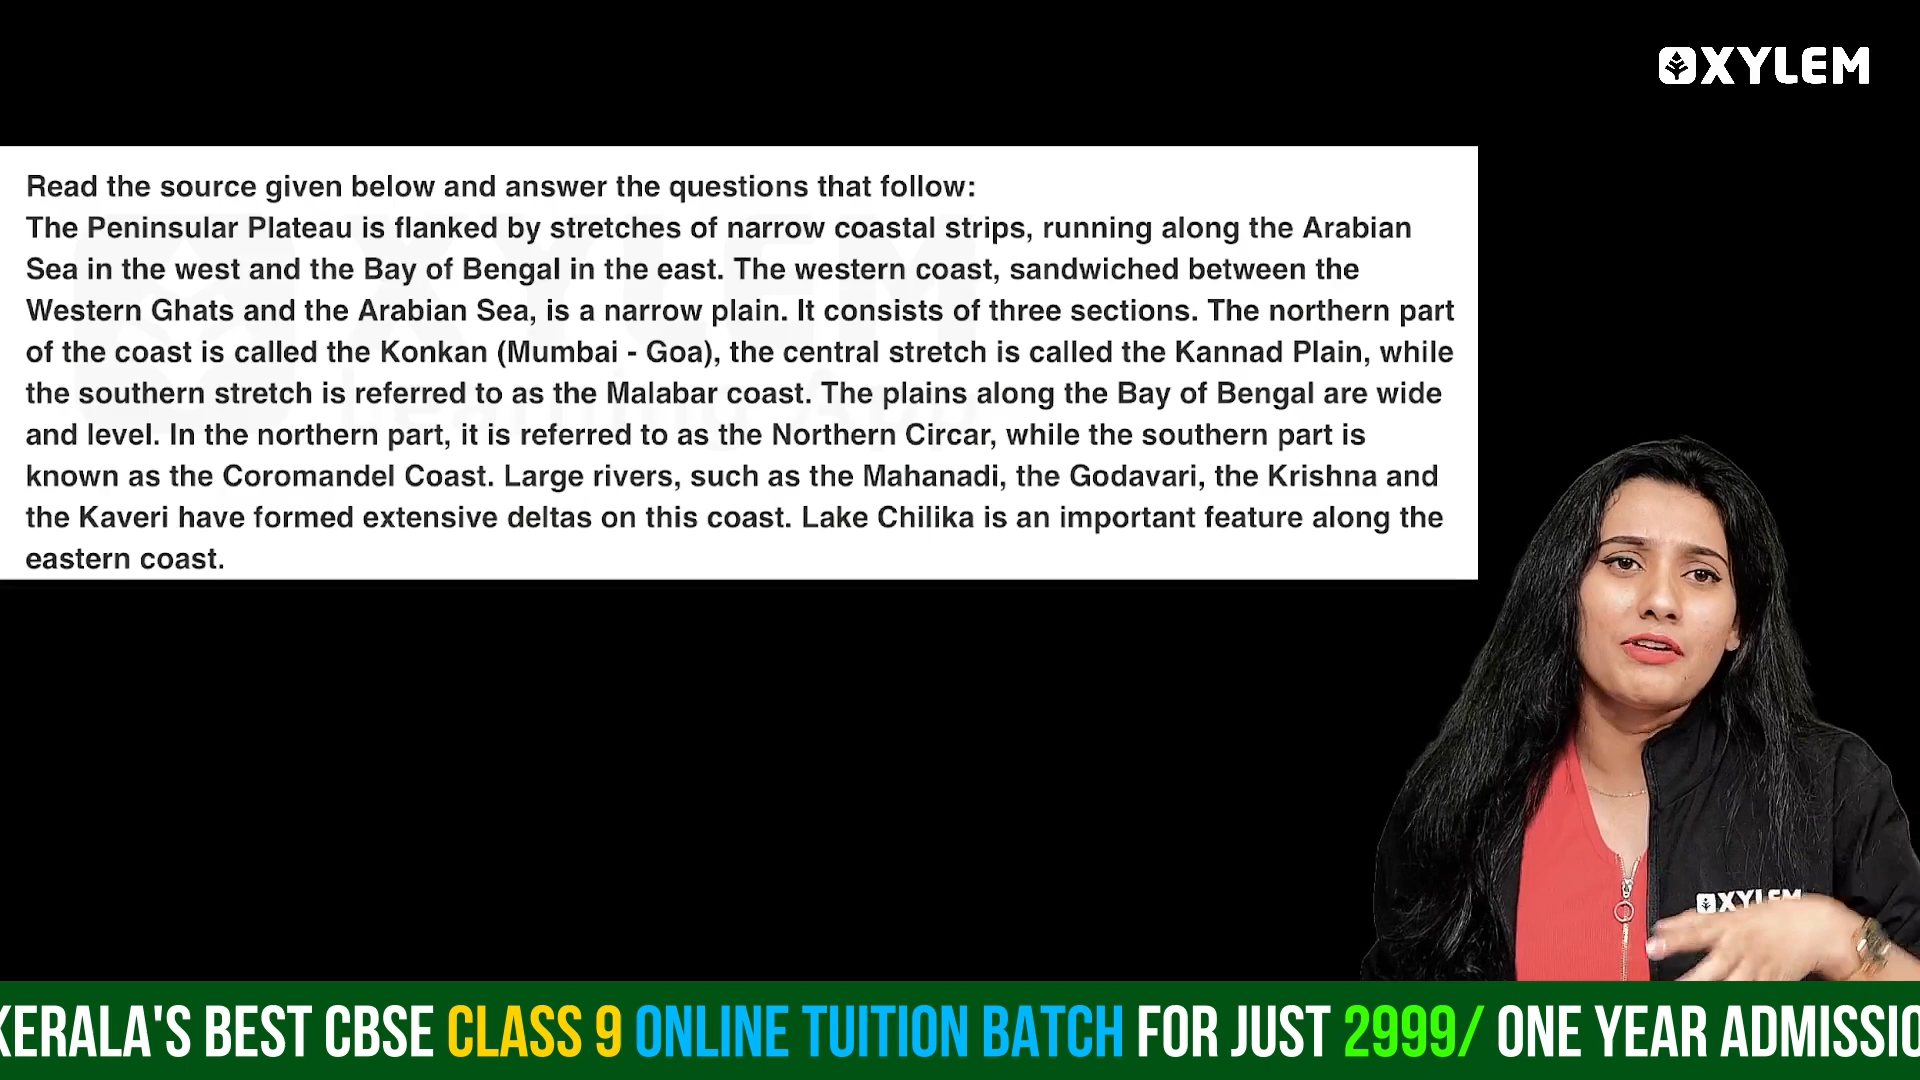 XYLEM
Read the source given below and answer the questions that follow:
The Peninsular Plateau is flanked by stretches of narrow coastal strips, running along the Arabian
Sea in the west and the Bay of Bengal in the east. The western coast, sandwiched between the
Western Ghats and the Arabian Sea, is a narrow plain. It consists of three sections. The northern part
of the coast is called the Konkan (Mumbai - Goa), the central stretch is called the Kannad Plain, while
the southern stretch is referred to as the Malabar coast. The plains along the Bay of Bengal are wide
and level. In the northern part, it is referred to as the Northern Circar, while the southern part is
known as the Coromandel Coast. Large rivers, such as the Mahanadi, the Godavari, the Krishna and
the Kaveri have formed extensive deltas on this coast. Lake Chilika is an important feature along the
eastern coast.
XYLEM
KERALA'S BEST CBSE CLASS 9 ONLINE TUITION BATCH FOR JUST 2999/ ONE YEAR ADMISSIO